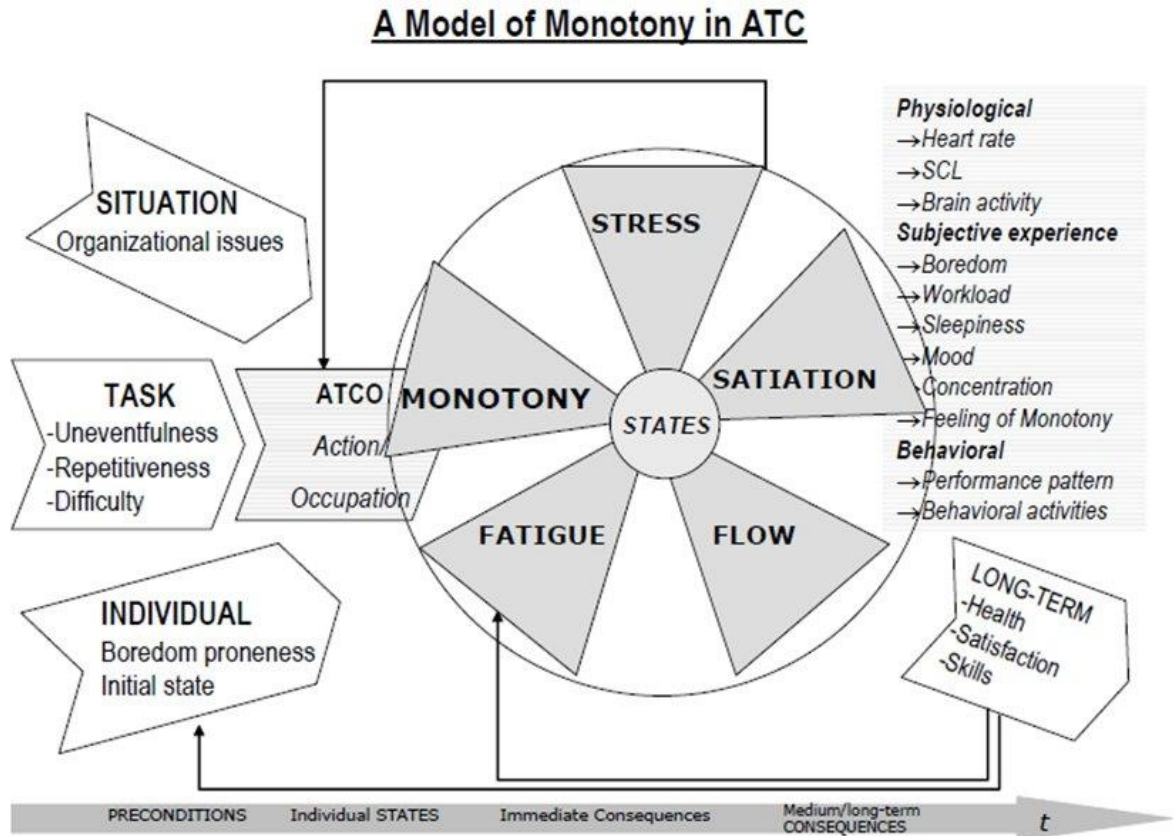 A Model of Monotony in ATC
SITUATION
Organizational issues
TASK
-Uneventfulness
-Repetitiveness
-Difficulty
ATCO
Action/
Occupation
INDIVIDUAL
Boredom proneness
Initial state
STRESS
MONOTONY
SATIATION
STATES
FATIGUE
FLOW
Physiological
→Heart rate
→SCL
→Brain activity
Subjective experience
→Boredom
→Workload
→Sleepiness
→Mood
→Concentration
→Feeling of Monotony
Behavioral
→Performance pattern
→Behavioral activities
LONG-TERM
-Health
-Satisfaction
-Skills
PRECONDITIONS
Individual STATES
Immediate Consequences
Medium/long-term
CONSEQUENCES
t